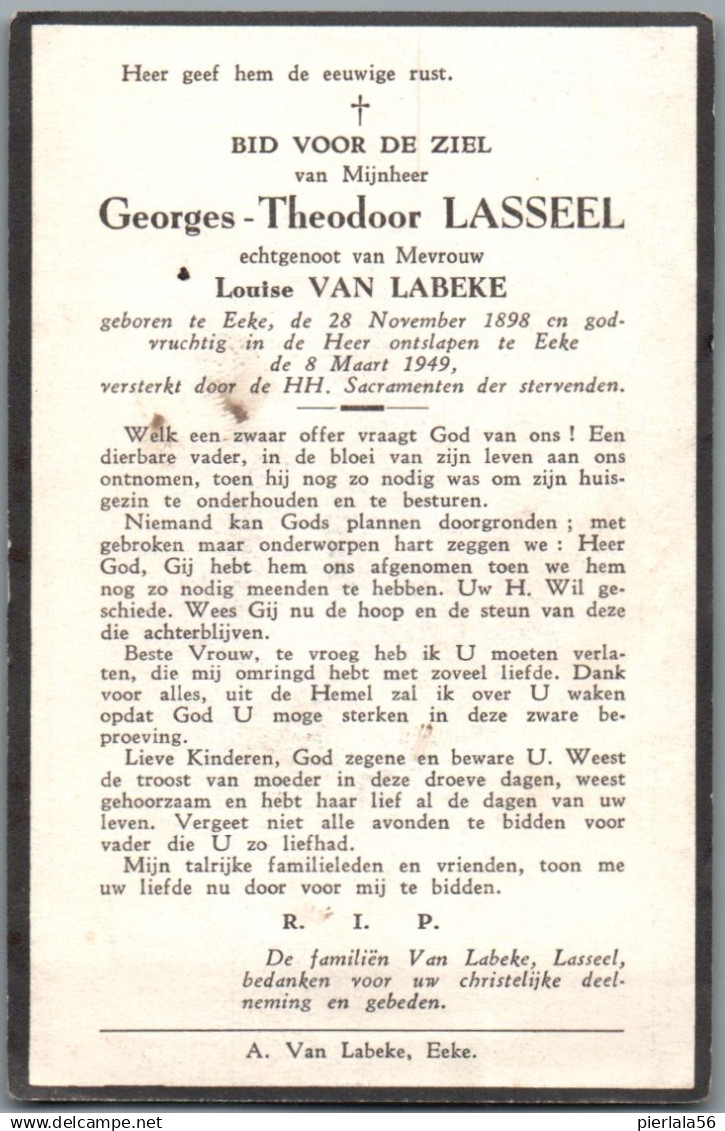 Heer geef hem de eeuwige rust.
†
BID VOOR DE ZIEL
van Mijnheer
Georges - Theodoor LASSEEL
echtgenoot van Mevrouw
Louise VAN LABEKE
geboren te Eeke, de 28 November 1898 en god-
vruchtig in de Heer ontslapen te Eeke
de 8 Maart 1949,
versterkt door de HH. Sacramenten der stervenden.
Welk een zwaar offer vraagt God van ons ! Een
dierbare vader, in de bloei van zijn leven aan ons
ontnomen, toen hij nog zo nodig was om zijn huis-
gezin te onderhouden en te besturen.
Niemand kan Gods plannen doorgronden ; met
gebroken maar onderworpen hart zeggen we : Heer
God, Gij hebt hem ons afgenomen toen we hem
nog zo nodig meenden te hebben. Uw H. Wil ge-
schiede. Wees Gij nu de hoop en de steun van deze
die achterblijven.
Beste Vrouw, te vroeg heb ik U moeten verla-
ten, die mij omringd hebt met zoveel liefde. Dank
voor alles, uit de Hemel zal ik over U waken
opdat God U moge sterken in deze zware be-
proeving.
Lieve Kinderen, God zegene en beware U. Weest
de troost van moeder in deze droeve dagen, weest
gehoorzaam en hebt haar lief al de dagen van uw
leven. Vergeet niet alle avonden te bidden voor
vader die U zo liefhad.
Mijn talrijke familieleden en vrienden, toon me
uw liefde nu door voor mij te bidden.
R. I. P.
De familiën Van Labeke, Lasseel,
bedanken voor uw christelijke deel-
neming en gebeden.
A. Van Labeke, Eeke.
pierlala56